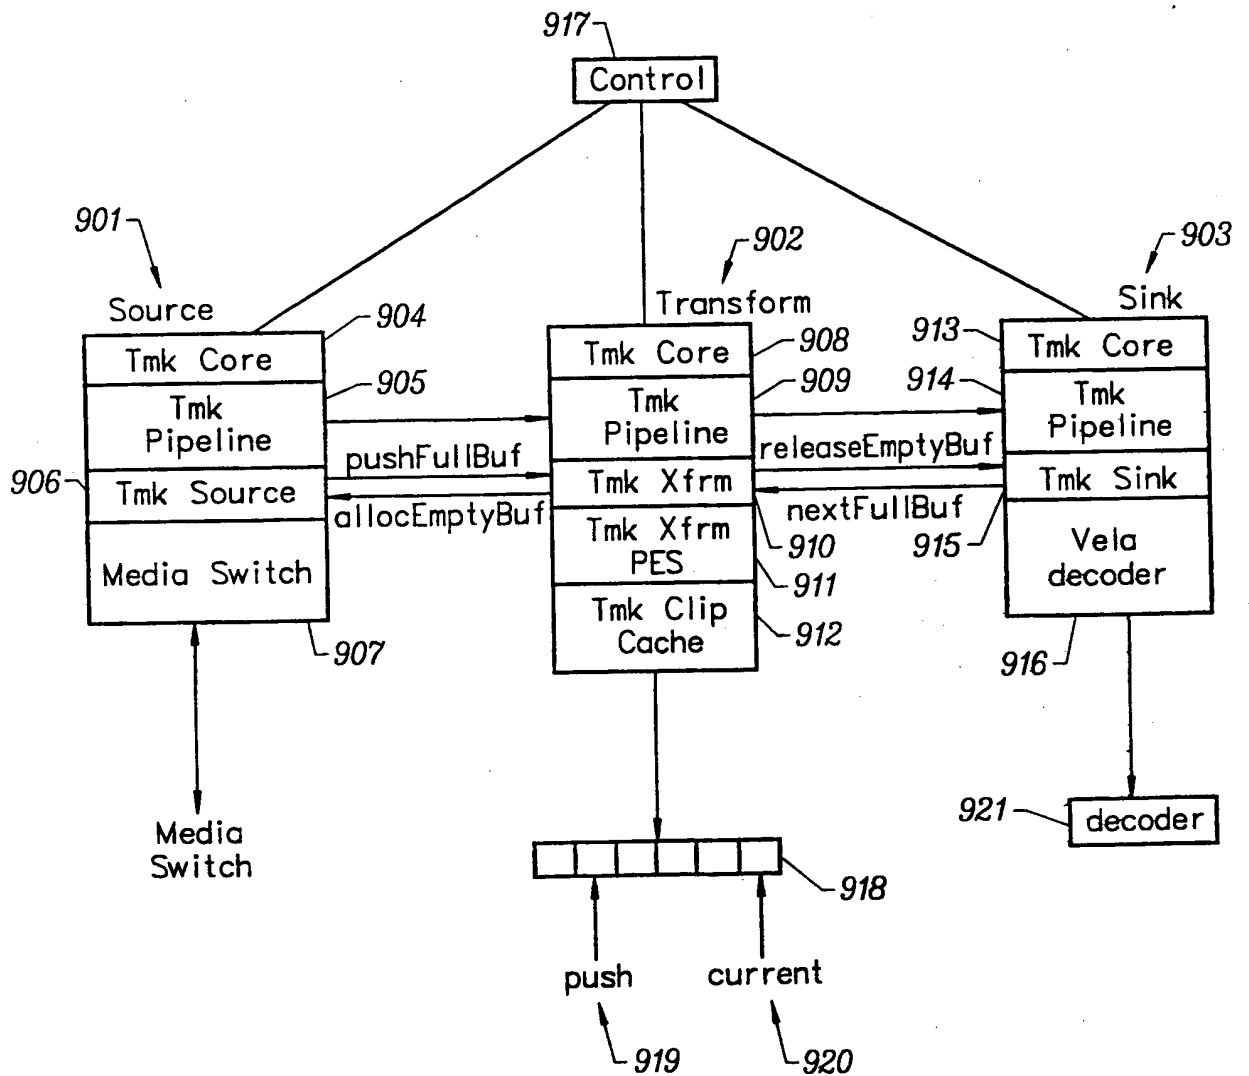 917
Control
901
902
903
Source
Transform
Sink
904
Tmk Core
905
Tmk
Pipeline
906
Tmk Source
Media Switch
907
pushFullBuf
allocEmptyBuf
Tmk Core
908
909
Tmk
Pipeline
Tmk Xfrm
910
Tmk Xfrm
PES
911
Tmk Clip
Cache
912
releaseEmptyBuf
nextFullBuf
913
Tmk Core
914
Tmk
Pipeline
Tmk Sink
915
Vela
decoder
916
Media
Switch
921
decoder
918
push
current
919
920